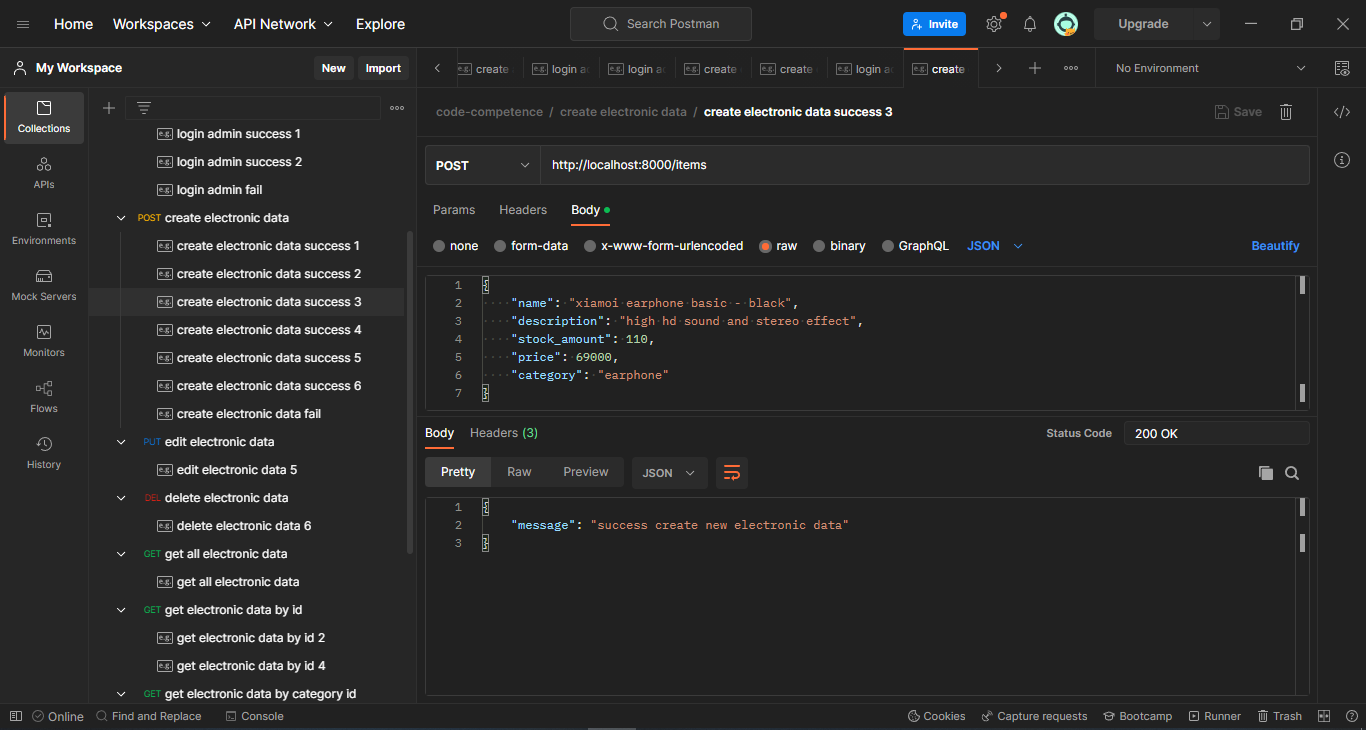 Home Workspaces API Network Explore Search Postman Invite Upgrade
My Workspace New Import
create login ac login ac create create login ac create No Environment
Collections
APIs
Environments
Mock Servers
Monitors
Flows
History
e.g. login admin success 1
e.g. login admin success 2
e.g. login admin fail
POST create electronic data
e.g. create electronic data success 1
e.g. create electronic data success 2
e.g. create electronic data success 3
e.g. create electronic data success 4
e.g. create electronic data success 5
e.g. create electronic data success 6
e.g. create electronic data fail
PUT edit electronic data
e.g. edit electronic data 5
DEL delete electronic data
e.g. delete electronic data 6
GET get all electronic data
e.g. get all electronic data
GET get electronic data by id
e.g. get electronic data by id 2
e.g. get electronic data by id 4
GET get electronic data by category id
code-competence / create electronic data / create electronic data success 3 Save
POST http://localhost:8000/items
Params Headers Body
none form-data x-www-form-urlencoded raw binary GraphQL JSON Beautify
1 {
2 "name": "xiamoi earphone basic - black",
3 "description": "high hd sound and stereo effect",
4 "stock_amount": 110,
5 "price": 69000,
6 "category": "earphone"
7 }
Body Headers (3) Status Code 200 OK
Pretty Raw Preview JSON
1 {
2 "message": "success create new electronic data"
3 }
Online Find and Replace Console Cookies Capture requests Bootcamp Runner Trash